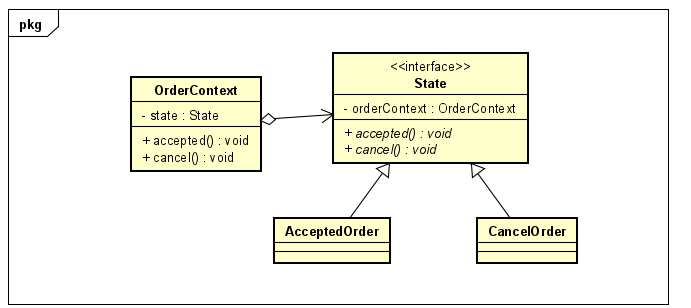 pkg
OrderContext
- state : State
+ accepted() : void
+ cancel() : void
<<interface>>
State
- orderContext : OrderContext
+ accepted() : void
+ cancel() : void
AcceptedOrder
CancelOrder